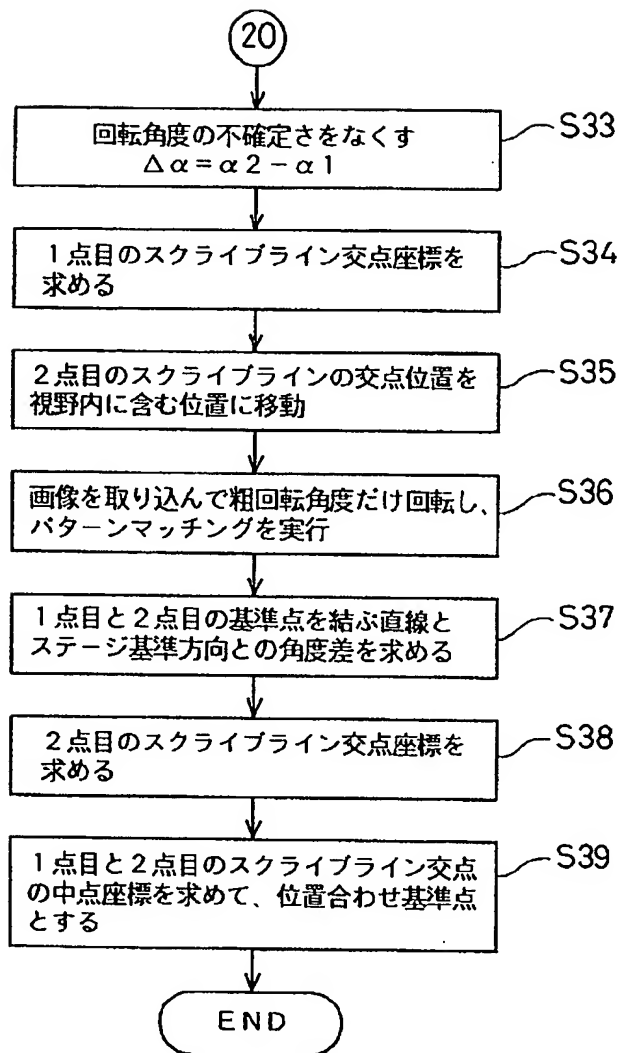 20
回転角度の不確定さをなくす
Δα=α2-α1
S33
1点目のスクライブライン交点座標を
求める
S34
2点目のスクライブラインの交点位置を
視野内に含む位置に移動
S35
画像を取り込んで粗回転角度だけ回転し、
パターンマッチングを実行
S36
1点目と2点目の基準点を結ぶ直線と
ステージ基準方向との角度差を求める
S37
2点目のスクライブライン交点座標を
求める
S38
1点目と2点目のスクライブライン交点
の中点座標を求めて、位置合わせ基準点
とする
S39
END